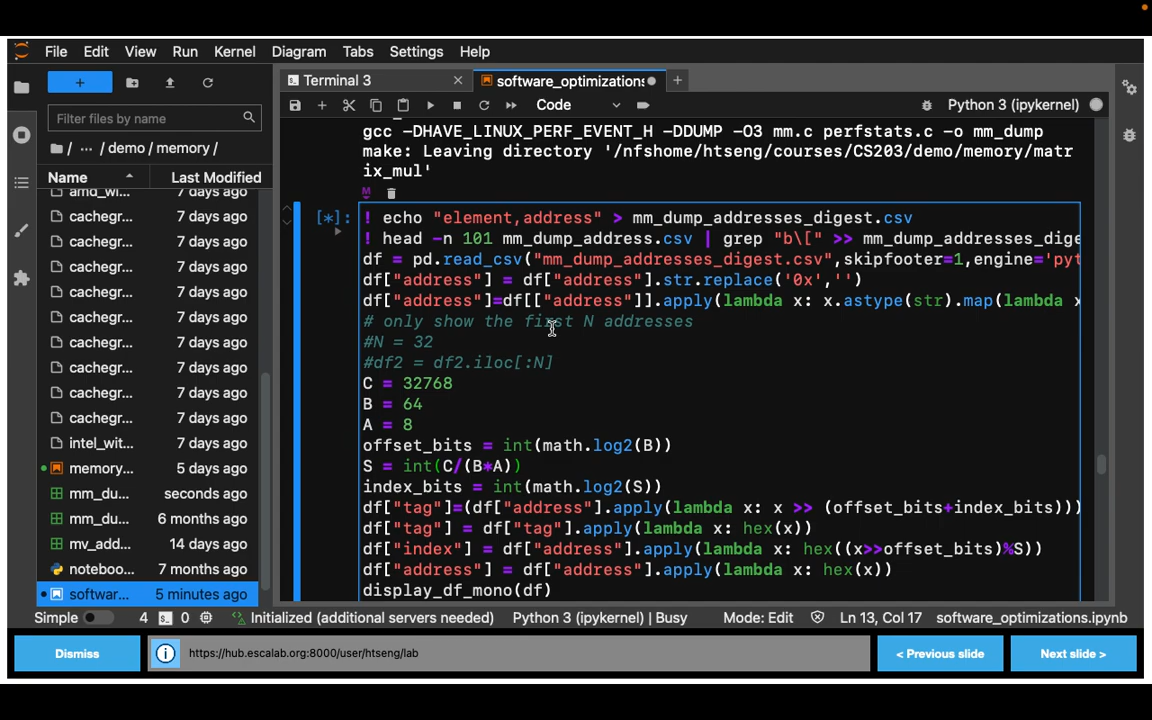 File Edit View Run Kernel Diagram Tabs Settings Help
Terminal 3
software_optimizations
Code
Python 3 (ipykernel)
Filter files by name
/ ... / demo / memory /
Name Last Modified
amd_wi... 7 days ago
cachegr... 7 days ago
cachegr... 7 days ago
cachegr... 7 days ago
cachegr... 7 days ago
cachegr... 7 days ago
cachegr... 7 days ago
cachegr... 7 days ago
cachegr... 7 days ago
cachegr... 7 days ago
intel_wit... 7 days ago
memory... 5 days ago
mm_du... seconds ago
mm_du... 6 months ago
mv_add... 14 days ago
noteboo... 7 months ago
softwar... 5 minutes ago
gcc -DHAVE_LINUX_PERF_EVENT_H -DDUMP -O3 mm.c perfstats.c -o mm_dump
make: Leaving directory '/nfshome/htseng/courses/CS203/demo/memory/matr
ix_mul'
[*]:
! echo "element,address" > mm_dump_addresses_digest.csv
! head -n 101 mm_dump_address.csv | grep "b\[" >> mm_dump_addresses_dige
df = pd.read_csv("mm_dump_addresses_digest.csv",skipfooter=1,engine='pyt
df["address"] = df["address"].str.replace('0x','')
df["address"]=df[["address"]].apply(lambda x: x.astype(str).map(lambda x
# only show the first N addresses
#N = 32
#df2 = df2.iloc[:N]
C = 32768
B = 64
A = 8
offset_bits = int(math.log2(B))
S = int(C/(B*A))
index_bits = int(math.log2(S))
df["tag"]=(df["address"].apply(lambda x: x >> (offset_bits+index_bits)))
df["tag"] = df["tag"].apply(lambda x: hex(x))
df["index"] = df["address"].apply(lambda x: hex((x>>offset_bits)%S))
df["address"] = df["address"].apply(lambda x: hex(x))
display_df_mono(df)
Simple 4 0 Initialized (additional servers needed) Python 3 (ipykernel) | Busy Mode: Edit Ln 13, Col 17 software_optimizations.ipynb
Dismiss
https://hub.escalab.org:8000/user/htseng/lab
< Previous slide
Next slide >